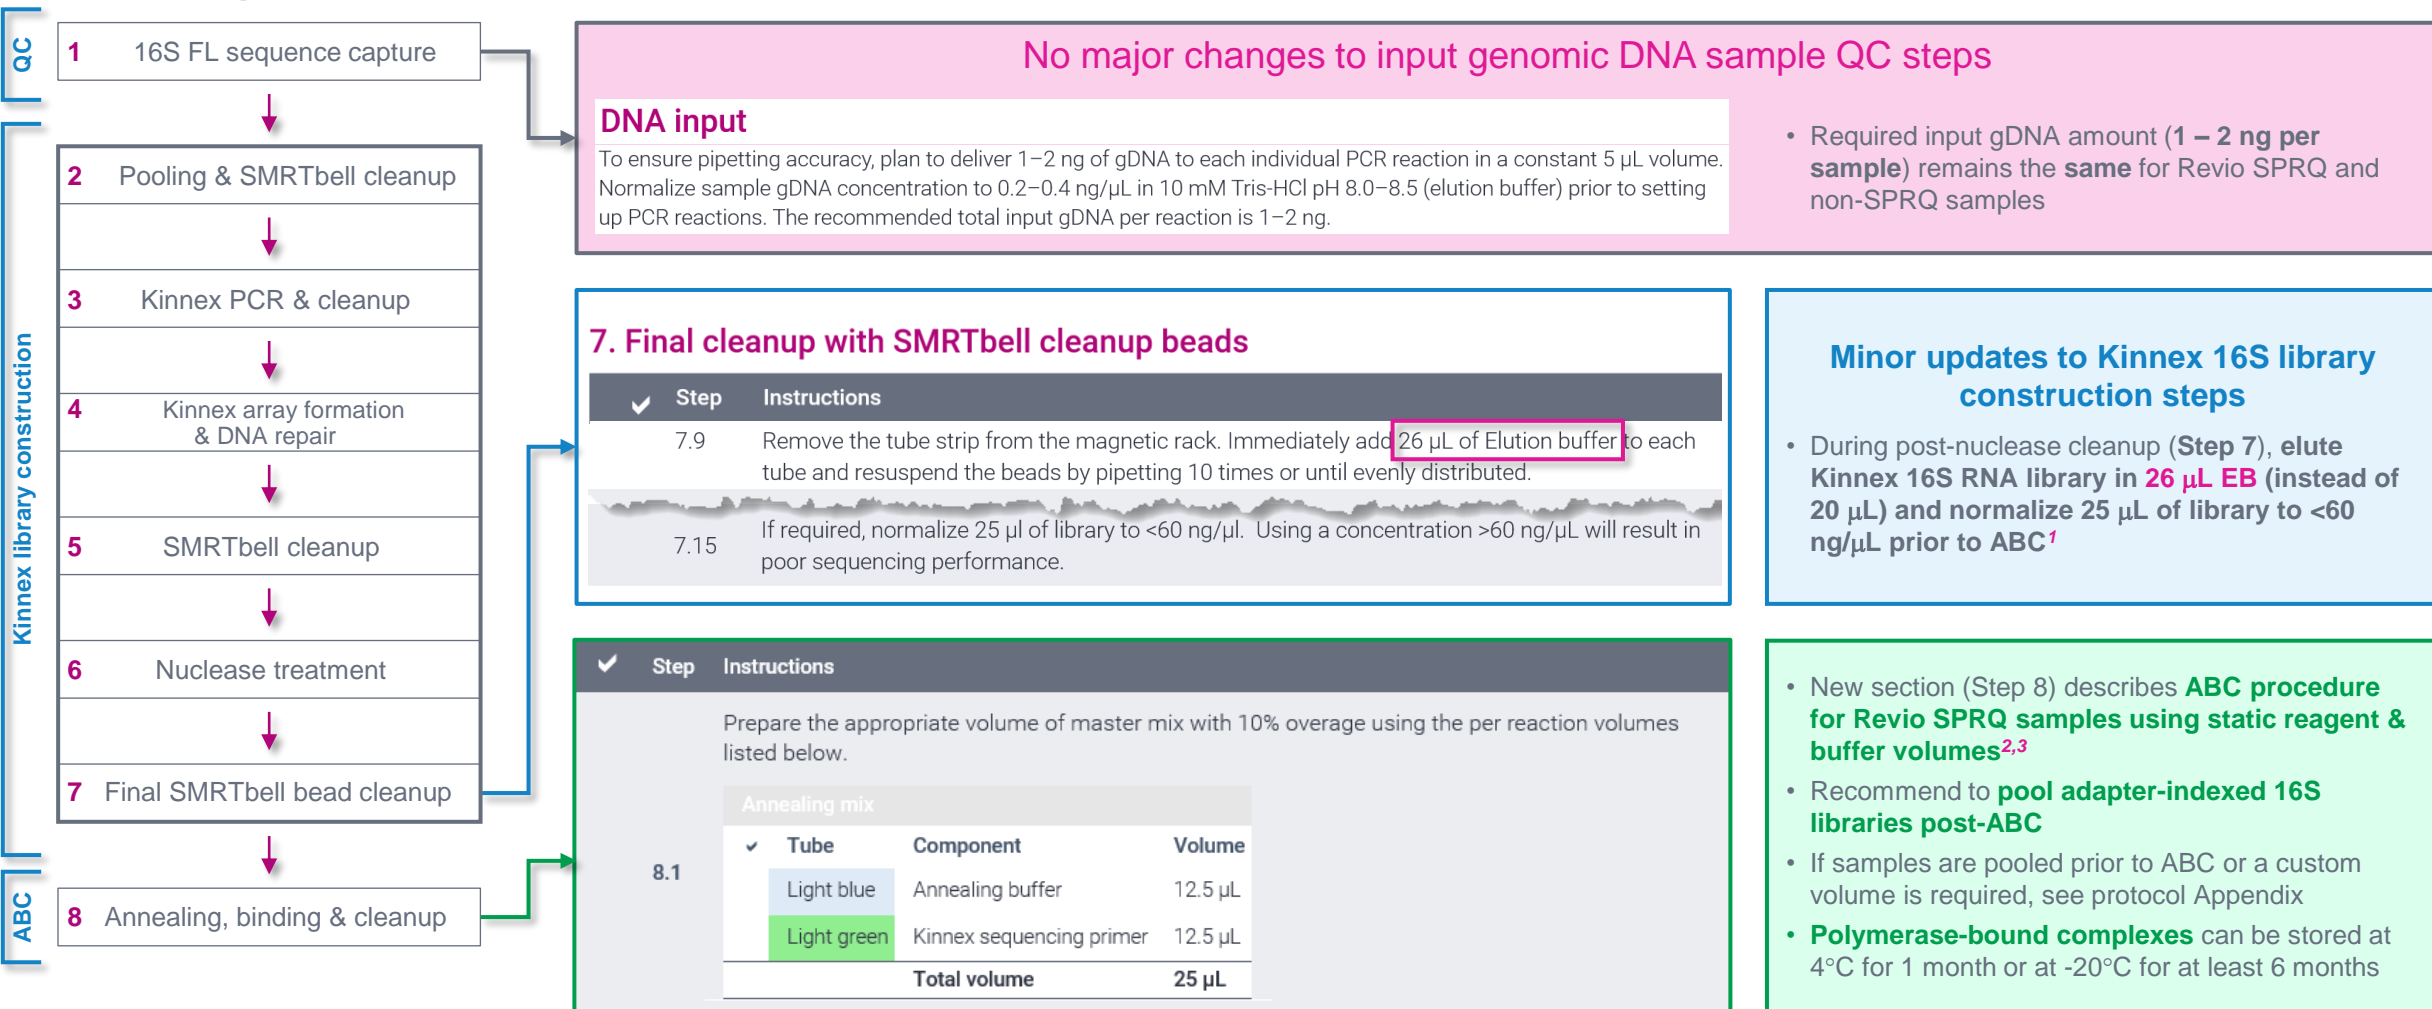 QC
1 16S FL sequence capture
Kinnex library construction
2 Pooling & SMRTbell cleanup
3 Kinnex PCR & cleanup
4 Kinnex array formation
& DNA repair
5 SMRTbell cleanup
6 Nuclease treatment
7 Final SMRTbell bead cleanup
ABC
8 Annealing, binding & cleanup
No major changes to input genomic DNA sample QC steps
DNA input
To ensure pipetting accuracy, plan to deliver 1–2 ng of gDNA to each individual PCR reaction in a constant 5 µL volume.
Normalize sample gDNA concentration to 0.2–0.4 ng/µL in 10 mM Tris-HCl pH 8.0–8.5 (elution buffer) prior to setting
up PCR reactions. The recommended total input gDNA per reaction is 1–2 ng.
• Required input gDNA amount (1 – 2 ng per
sample) remains the same for Revio SPRQ and
non-SPRQ samples
7. Final cleanup with SMRTbell cleanup beads
✓ Step Instructions
7.9 Remove the tube strip from the magnetic rack. Immediately add 26 µL of Elution buffer to each
tube and resuspend the beads by pipetting 10 times or until evenly distributed.
7.15 If required, normalize 25 µl of library to <60 ng/µl. Using a concentration >60 ng/µL will result in
poor sequencing performance.
Minor updates to Kinnex 16S library
construction steps
• During post-nuclease cleanup (Step 7), elute
Kinnex 16S RNA library in 26 µL EB (instead of
20 µL) and normalize 25 µL of library to <60
ng/µL prior to ABC1
✓ Step Instructions
Prepare the appropriate volume of master mix with 10% overage using the per reaction volumes
listed below.
8.1
Annealing mix
✓ Tube Component Volume
Light blue Annealing buffer 12.5 µL
Light green Kinnex sequencing primer 12.5 µL
Total volume 25 µL
• New section (Step 8) describes ABC procedure
for Revio SPRQ samples using static reagent &
buffer volumes2,3
• Recommend to pool adapter-indexed 16S
libraries post-ABC
• If samples are pooled prior to ABC or a custom
volume is required, see protocol Appendix
• Polymerase-bound complexes can be stored at
4°C for 1 month or at -20°C for at least 6 months